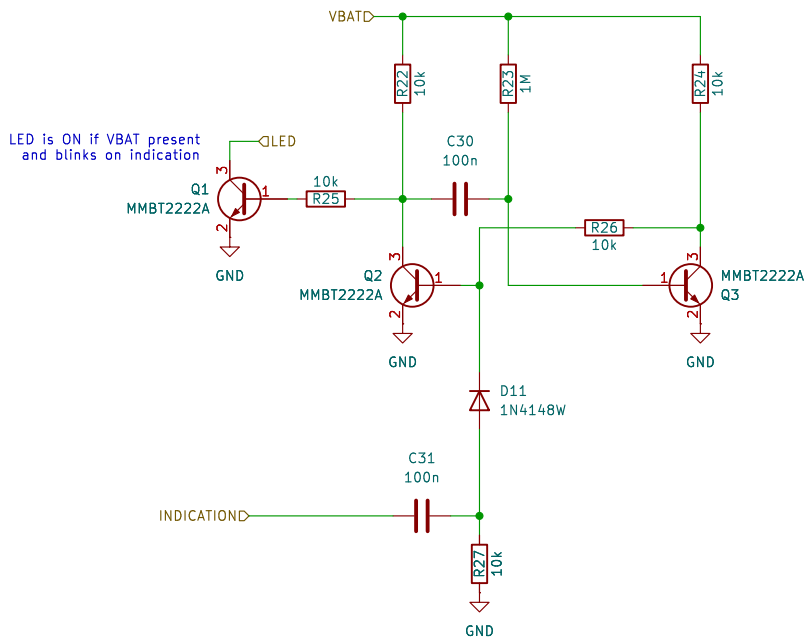 VBAT
R22
10k
R23
1M
R24
10k
LED is ON if VBAT present
and blinks on indication
LED
C30
100n
3
Q1
MMBT2222A
1
2
GND
10k
R25
R26
10k
3
Q2
MMBT2222A
1
2
GND
3
1
MMBT2222A
Q3
2
GND
D11
1N4148W
C31
100n
INDICATION
R27
10k
GND